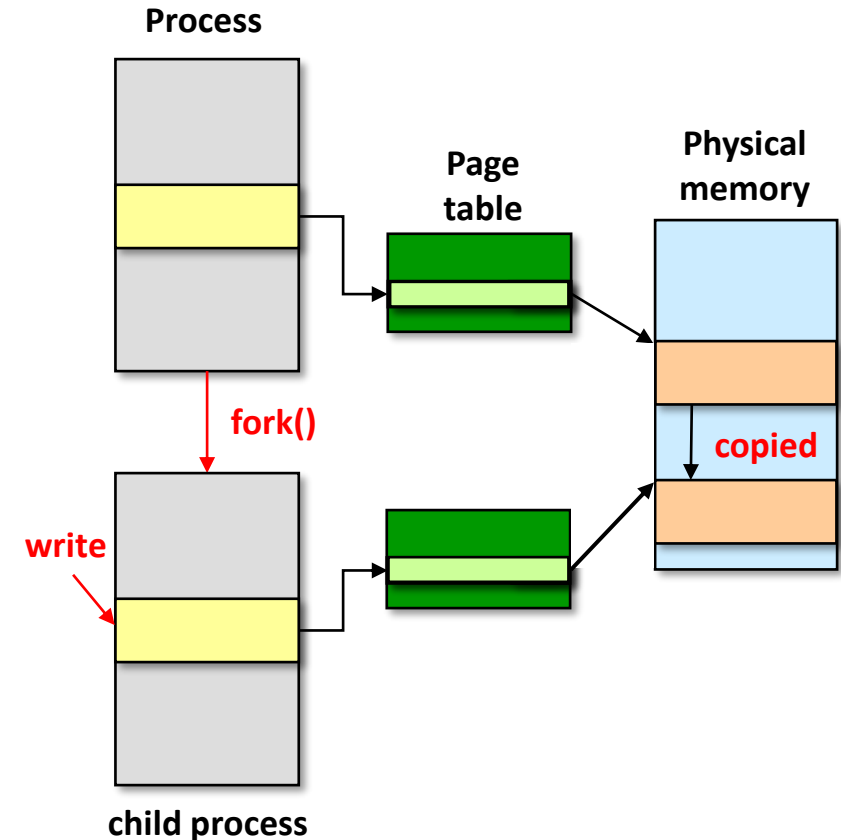 Process
Page
table
Physical
memory
fork()
copied
write
child process